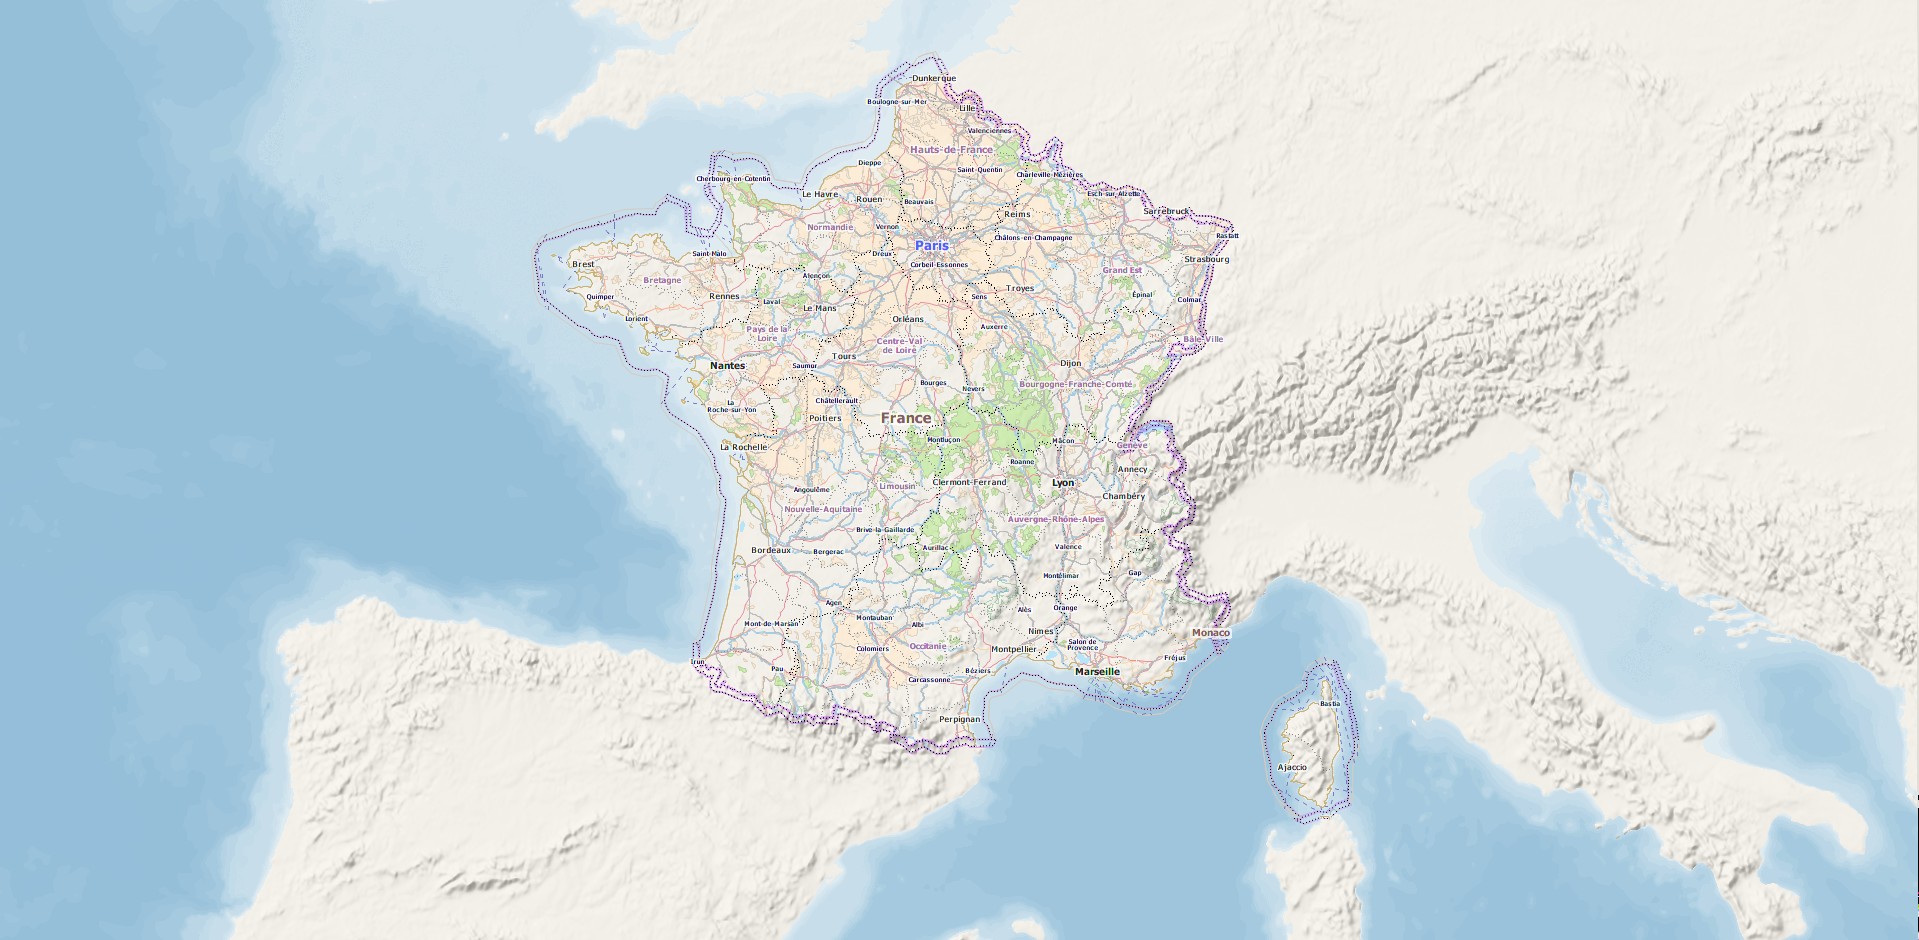 Dunkerque
Boulogne-sur-Mer
Lille
Valenciennes
Hauts-de-France
Dieppe
Saint-Quentin
Charleville-Mézières
Cherbourg-en-Cotentin
Le Havre
Rouen
Beauvais
Esch-sur-Alzette
Sarrebruck
Reims
Normandie
Vernon
Châlons-en-Champagne
Rastatt
Paris
Saint-Malo
Dreux
Strasbourg
Brest
Corbeil-Essonnes
Grand Est
Alençon
Bretagne
Troyes
Quimper
Rennes
Laval
Sens
Épinal
Colmar
Le Mans
Lorient
Orléans
Auxerre
Pays de la
Loire
Centre-Val
de Loire
Bâle-Ville
Tours
Nantes
Saumur
Dijon
Bourges
Nevers
Bourgogne-Franche-Comté
La
Roche-sur-Yon
Châtellerault
Poitiers
France
La Rochelle
Montluçon
Mâcon
Genève
Roanne
Annecy
Angoulême
Limousin
Clermont-Ferrand
Lyon
Chambéry
Nouvelle-Aquitaine
Auvergne-Rhône-Alpes
Brive-la-Gaillarde
Bordeaux
Bergerac
Aurillac
Valence
Montélimar
Gap
Agen
Alès
Orange
Mont-de-Marsan
Montauban
Albi
Nîmes
Monaco
Colomiers
Occitanie
Montpellier
Salon de
Provence
Irun
Fréjus
Pau
Carcassonne
Béziers
Marseille
Perpignan
Bastia
Ajaccio